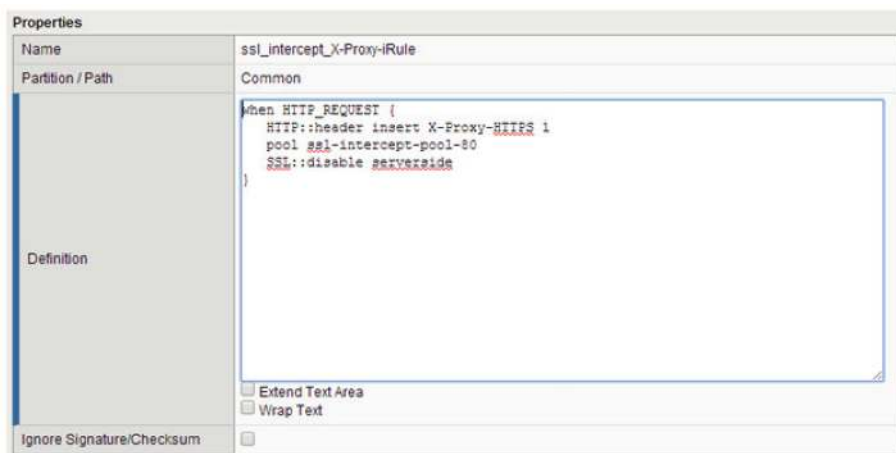 Properties
Name ssl_intercept_X-Proxy-iRule
Partition / Path Common
Definition
when HTTP_REQUEST {
HTTP::header insert X-Proxy-HTTPS 1
pool ssl-intercept-pool-80
SSL::disable serverside
}
Extend Text Area
Wrap Text
Ignore Signature/Checksum